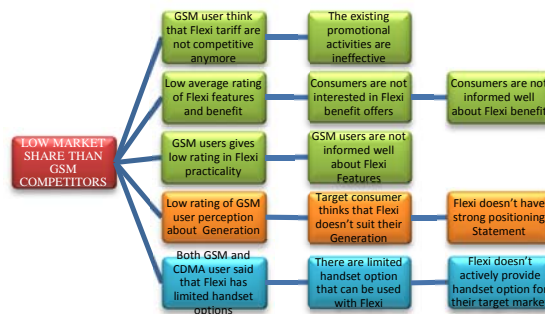 GSM user think
that Flexi tariff are
not competitive
anymore
The existing
promotional
activities are
ineffective
Low average rating
of Flexi features
and benefit
Consumers are not
interested in Flexi
benefit offers
Consumers are not
informed well
about Flexi benefit
LOW MARKET
SHARE THAN
GSM
COMPETITORS
GSM users gives
low rating in Flexi
practicality
GSM users are not
informed well
about Flexi
Features
Low rating of GSM
user perception
about Generation
Target consumer
thinks that Flexi
doesn't suit their
Generation
Flexi doesn't have
strong positioning
Statement
Both GSM and
CDMA user said
that Flexi has
limited handset
options
There are limited
handset option
that can be used
with Flexi
Flexi doesn't
actively provide
handset option for
their target market